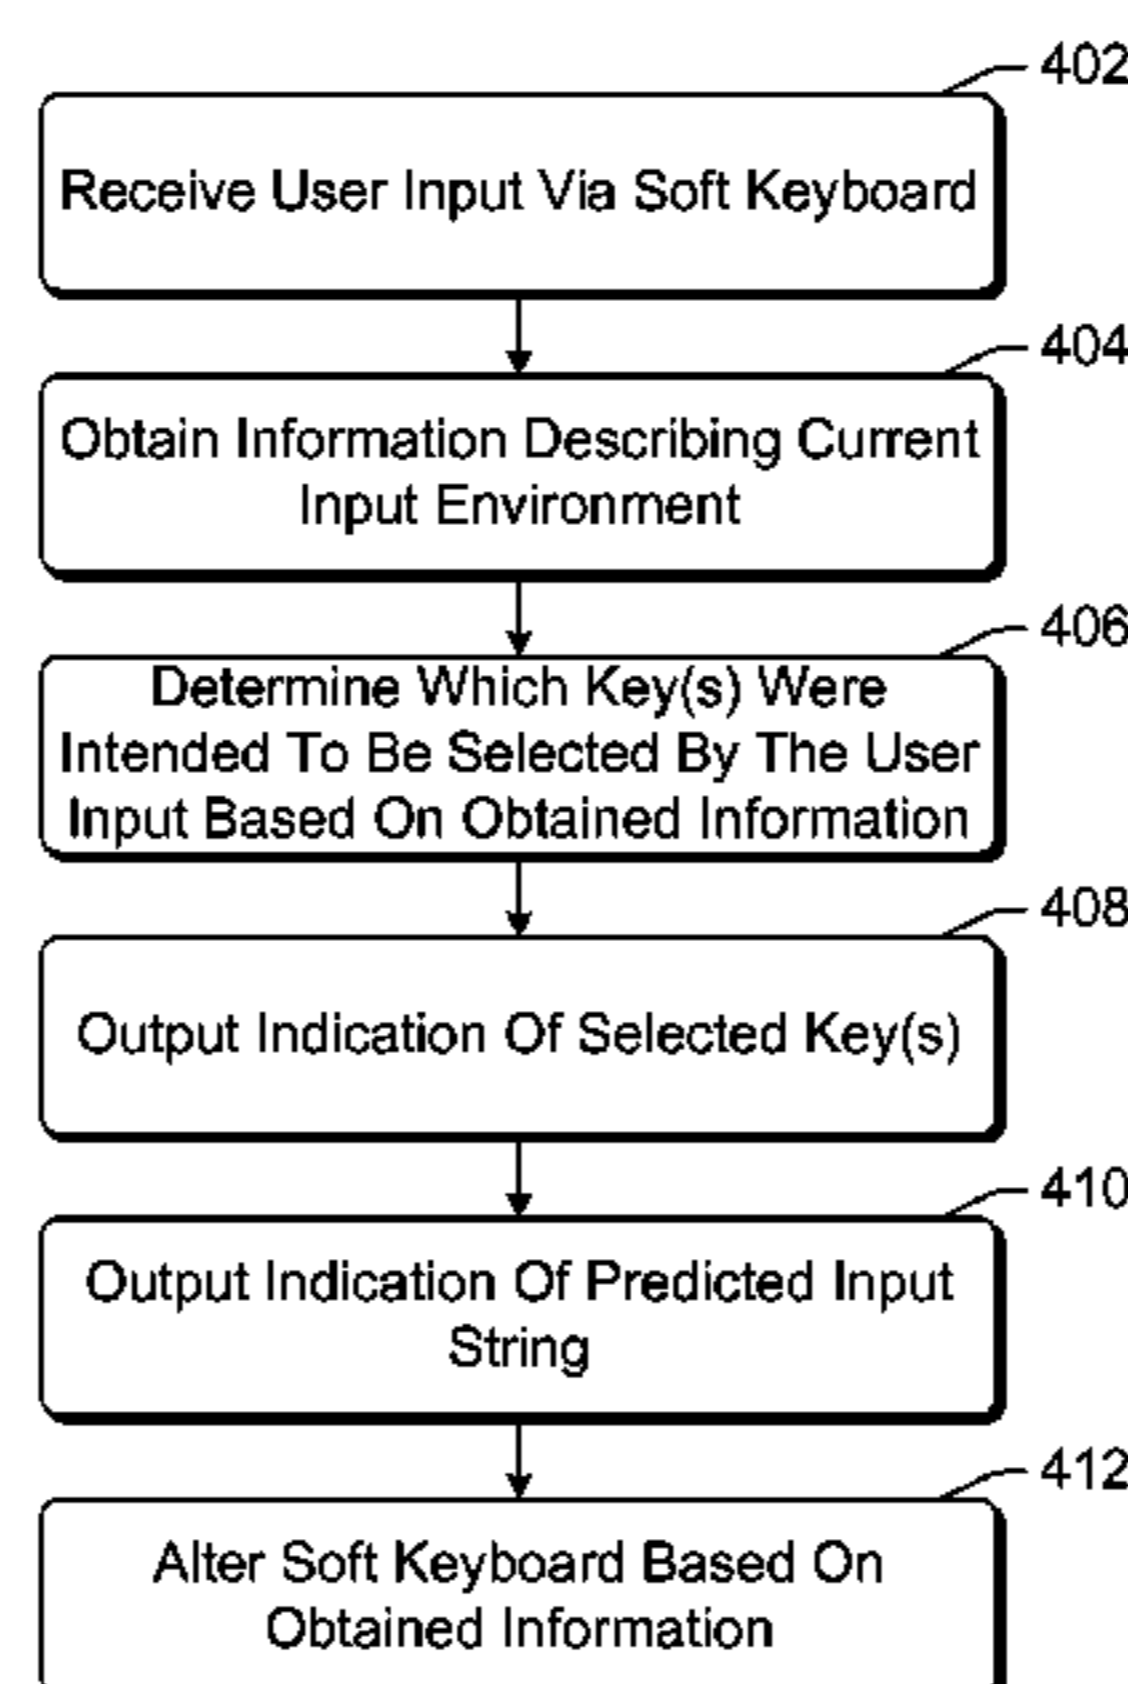 402
Receive User Input Via Soft Keyboard
404
Obtain Information Describing Current
Input Environment
406
Determine Which Key(s) Were
Intended To Be Selected By The User
Input Based On Obtained Information
408
Output Indication Of Selected Key(s)
410
Output Indication Of Predicted Input
String
412
Alter Soft Keyboard Based On
Obtained Information